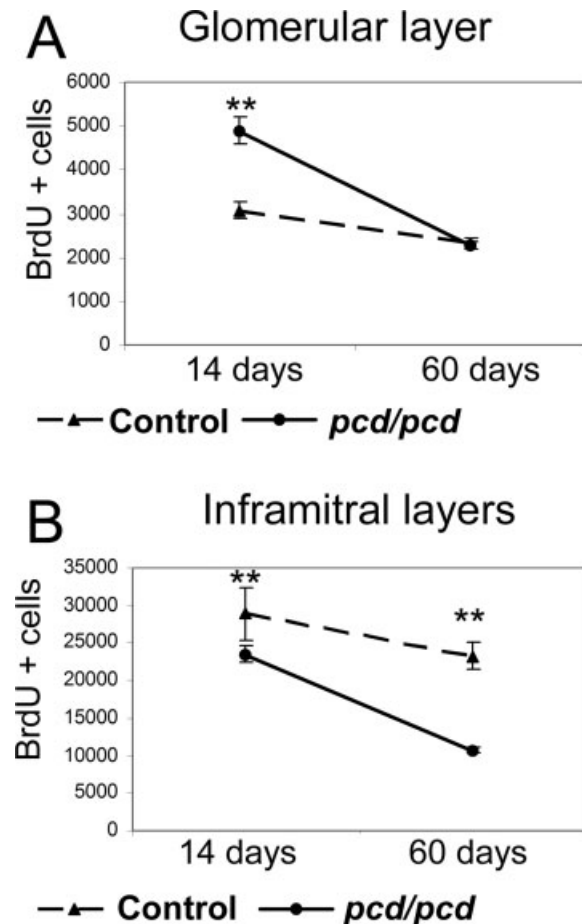 A Glomerular layer
6000
**
5000
4000
3000
2000
1000
0
BrdU + cells
14 days 60 days
Control pcd/pcd
B Inframitral layers
35000
**
30000
**
25000
20000
15000
10000
5000
0
BrdU + cells
14 days 60 days
Control pcd/pcd